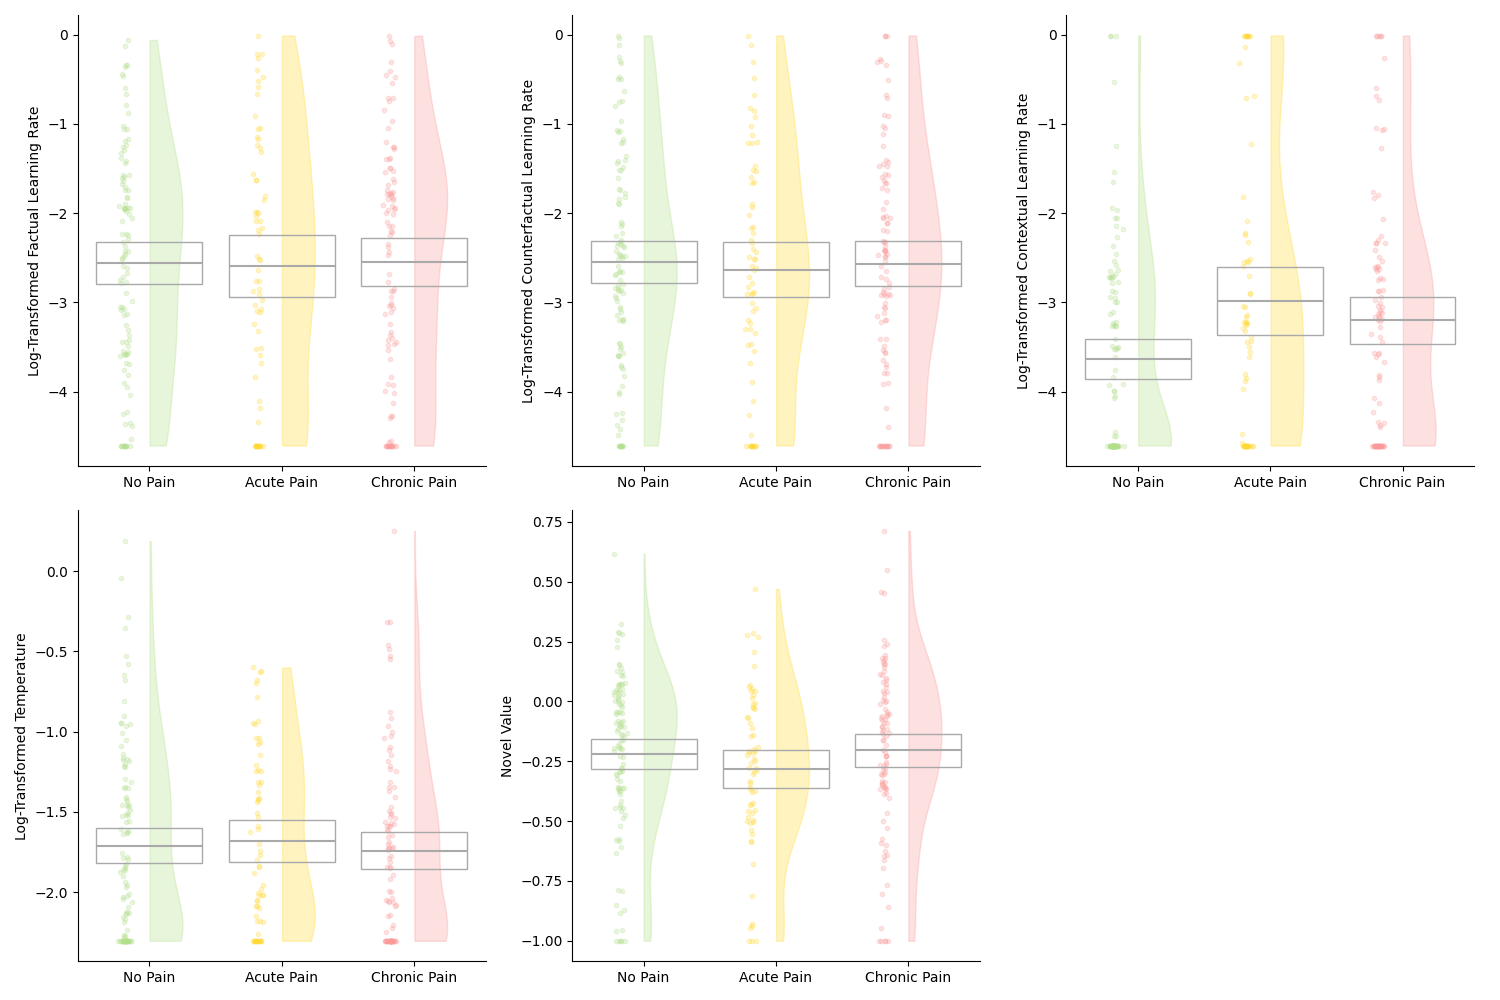 Log-Transformed Factual Learning Rate
0
−1
−2
−3
−4
No Pain Acute Pain Chronic Pain
Log-Transformed Counterfactual Learning Rate
0
−1
−2
−3
−4
No Pain Acute Pain Chronic Pain
Log-Transformed Contextual Learning Rate
0
−1
−2
−3
−4
No Pain Acute Pain Chronic Pain
Log-Transformed Temperature
0.0
−0.5
−1.0
−1.5
−2.0
No Pain Acute Pain Chronic Pain
Novel Value
0.75
0.50
0.25
0.00
−0.25
−0.50
−0.75
−1.00
No Pain Acute Pain Chronic Pain